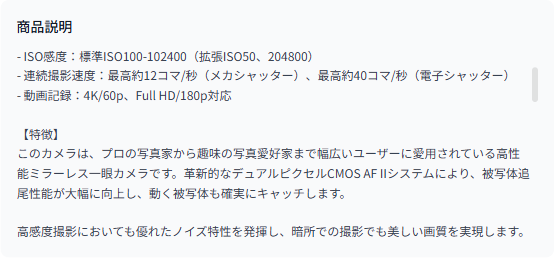 商品説明
- ISO感度：標準ISO100-102400（拡張ISO50、204800）
- 連続撮影速度：最高約12コマ/秒（メカシャッター）、最高約40コマ/秒（電子シャッター）
- 動画記録：4K/60p、Full HD/180p対応
【特徴】
このカメラは、プロの写真家から趣味の写真愛好家まで幅広いユーザーに愛用されている高性
能ミラーレス一眼カメラです。革新的なデュアルピクセルCMOS AF IIシステムにより、被写体追
尾性能が大幅に向上し、動く被写体も確実にキャッチします。
高感度撮影においても優れたノイズ特性を発揮し、暗所での撮影でも美しい画質を実現します。